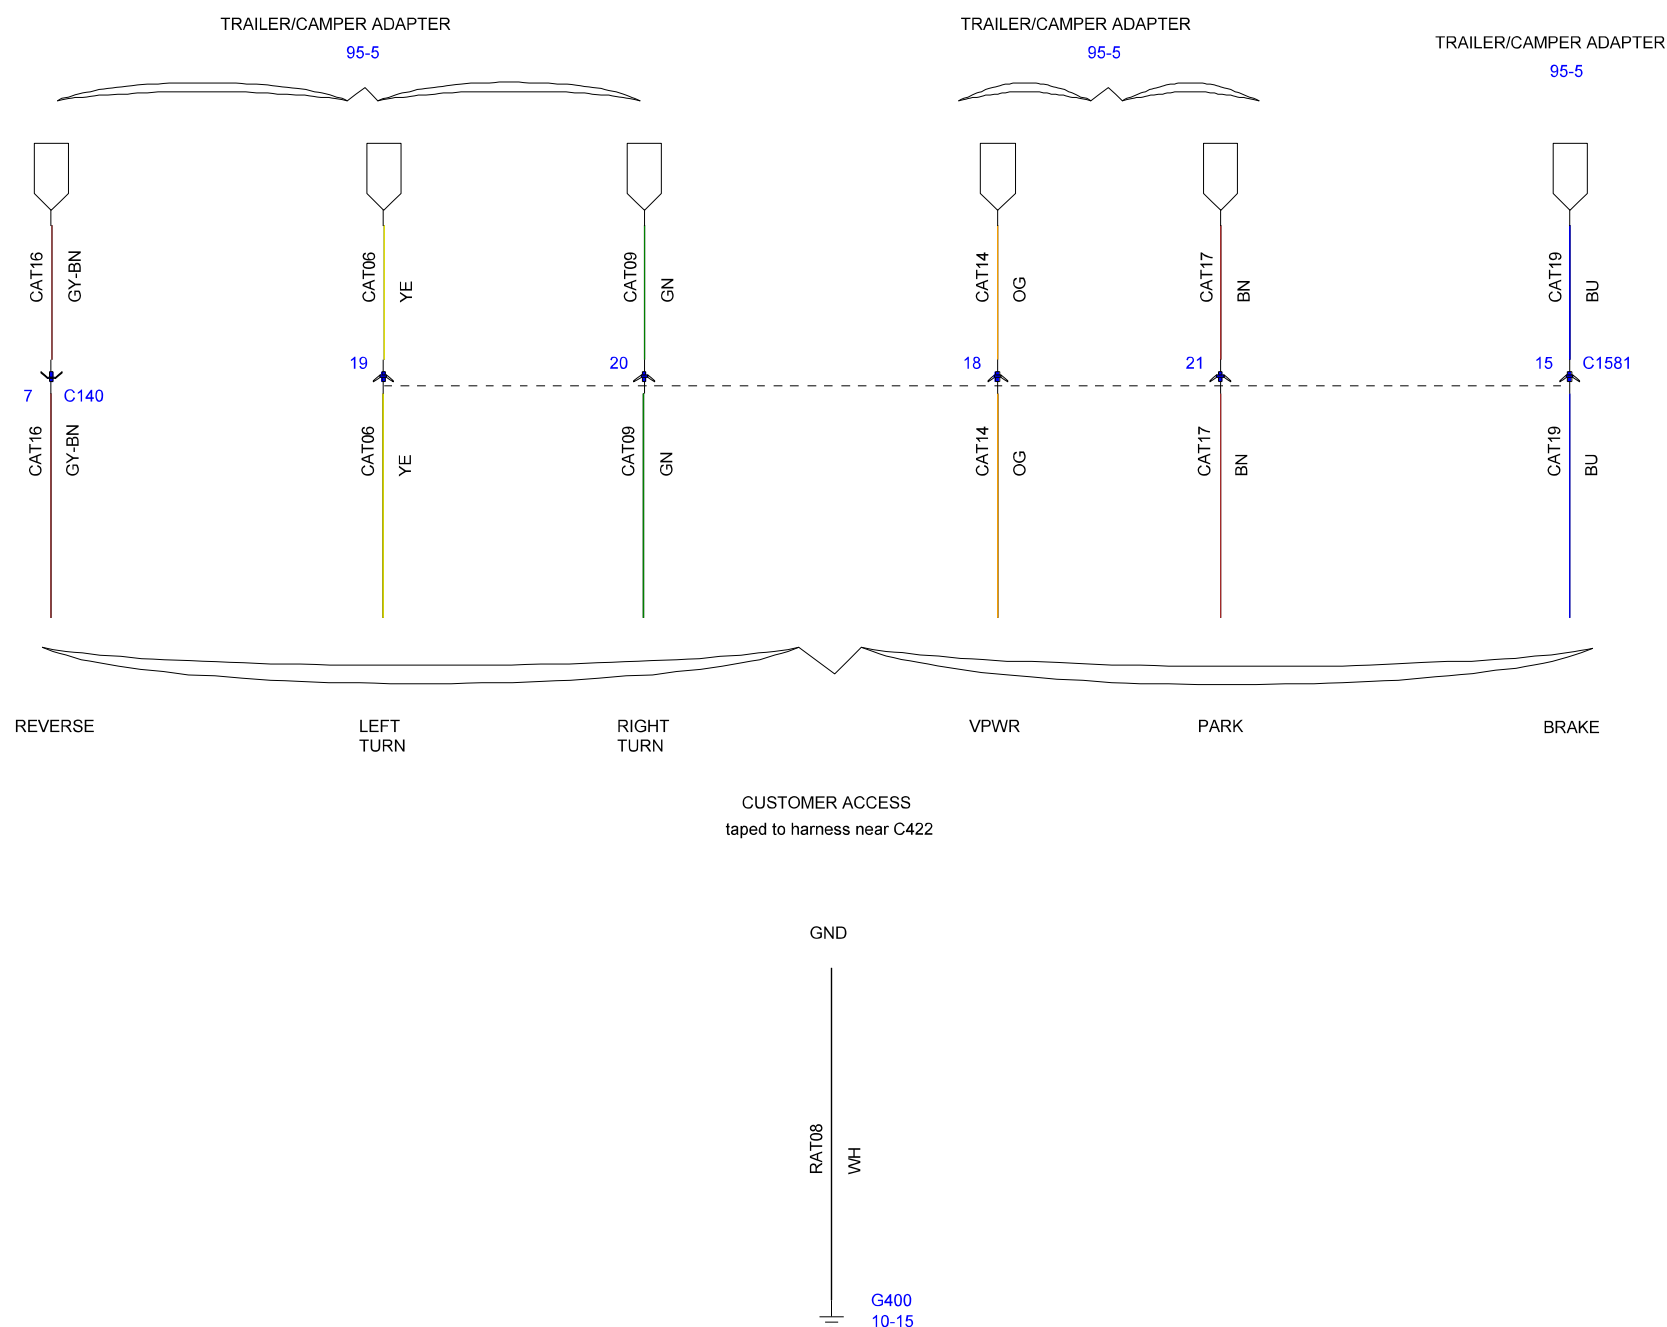 TRAILER/CAMPER ADAPTER
95-5
TRAILER/CAMPER ADAPTER
95-5
TRAILER/CAMPER ADAPTER
95-5
CAT16
GY-BN
CAT06
YE
CAT09
GN
CAT14
OG
CAT17
BN
CAT19
BU
7
C140
19
20
18
21
15
C1581
CAT16
GY-BN
CAT06
YE
CAT09
GN
CAT14
OG
CAT17
BN
CAT19
BU
REVERSE
LEFT
TURN
RIGHT
TURN
VPWR
PARK
BRAKE
CUSTOMER ACCESS
taped to harness near C422
GND
RAT08
WH
G400
10-15